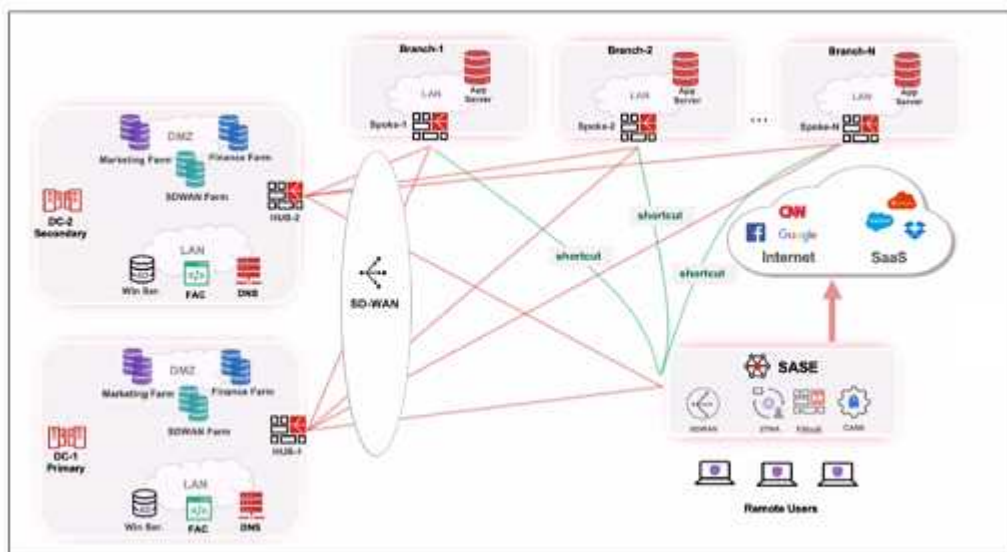 Branch-1
LAN
App
Server
Spoke-1
Branch-2
LAN
App
Server
Spoke-2
...
Branch-N
LAN
App
Server
Spoke-N
DMZ
Marketing Farm
Finance Farm
SDWAN Farm
HUB-2
DC-2
Secondary
LAN
Win Ser.
FAC
DNS
SD-WAN
shortcut
shortcut
shortcut
CNN
Google
Internet
SaaS
DMZ
Marketing Farm
Finance Farm
SDWAN Farm
HUB-1
DC-1
Primary
LAN
Win Ser.
FAC
DNS
SASE
SDWAN
ZTNA
FWaaS
CASB
Remote Users